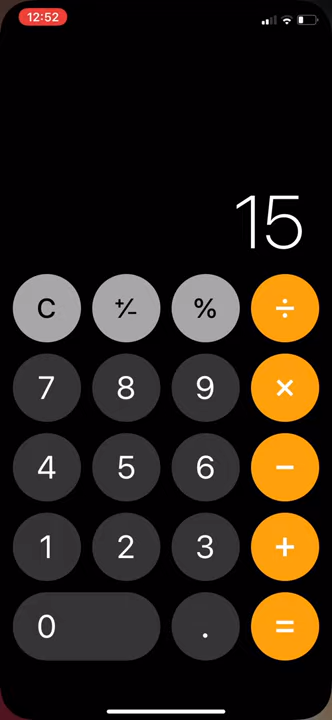 12:52
15
C +/- %  ÷
7 8 9 ×
4 5 6 −
1 2 3 +
0 . =